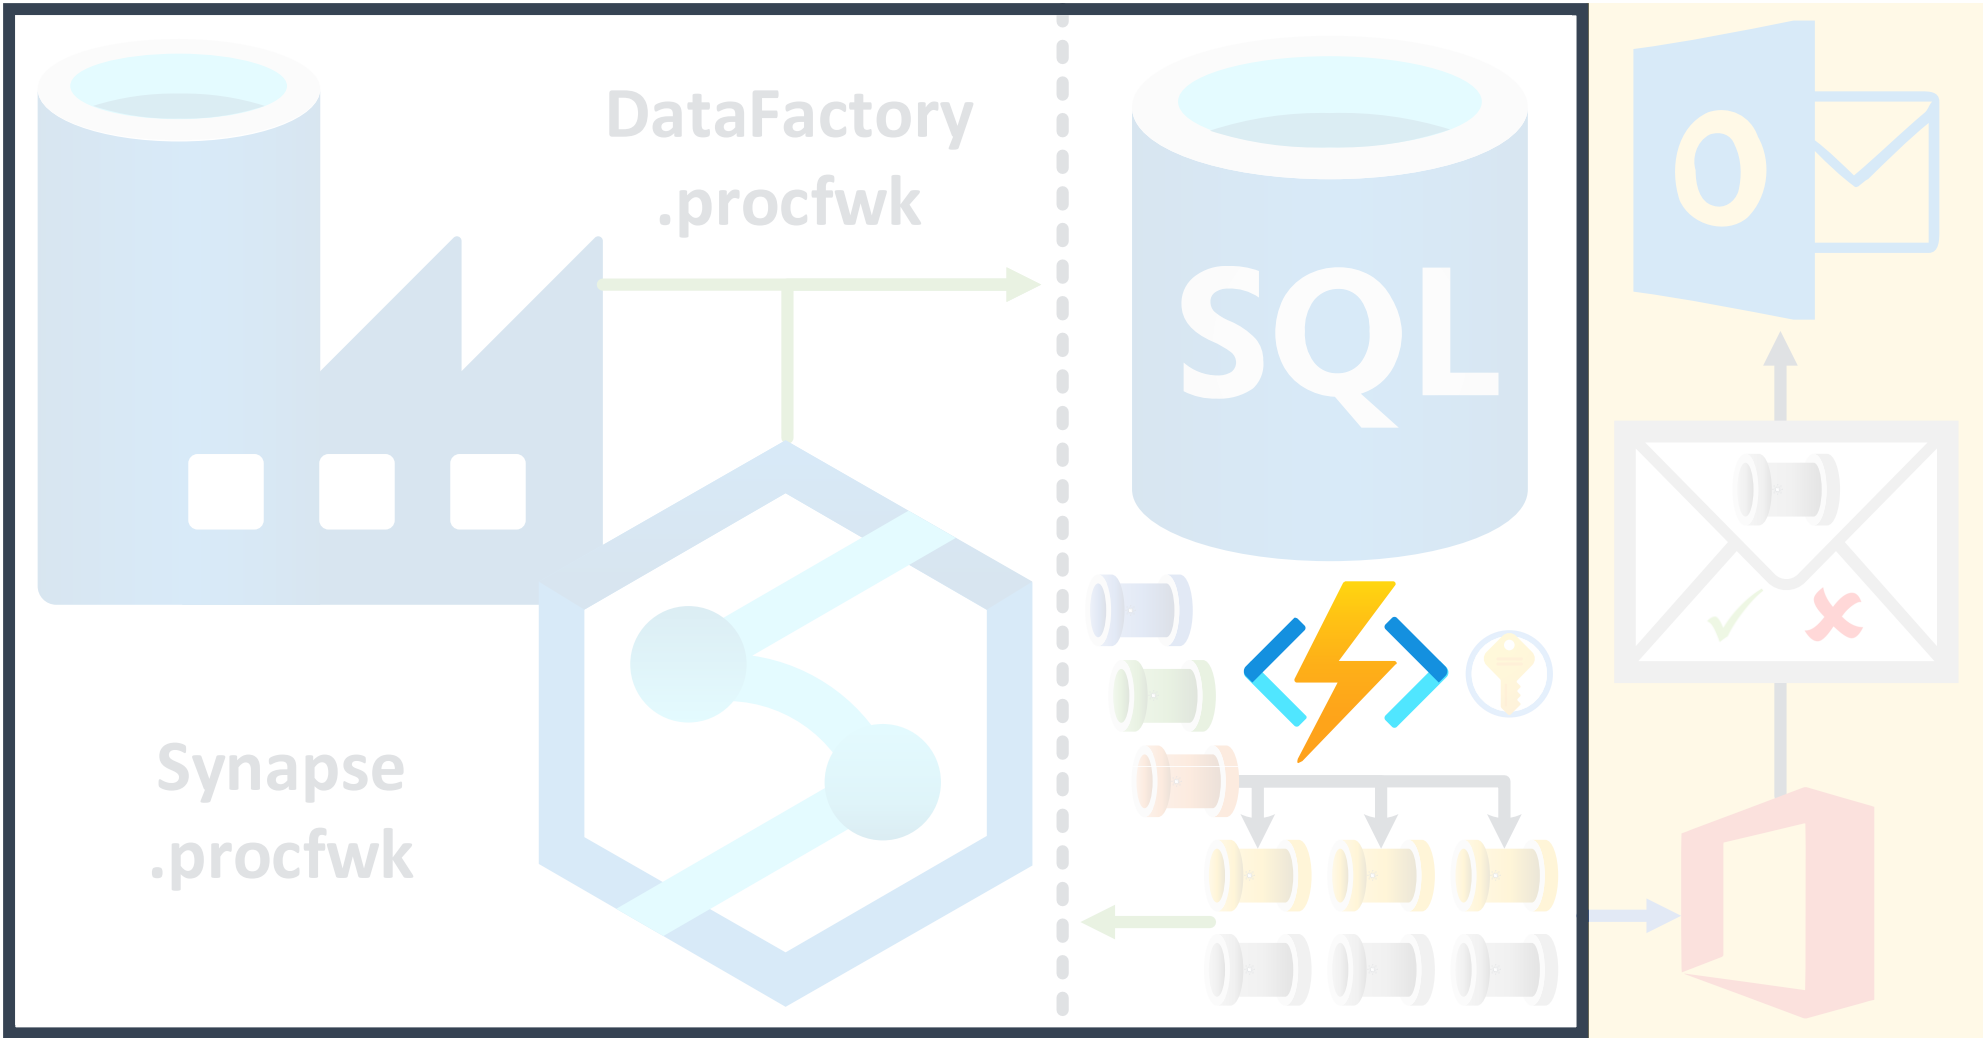 DataFactory
.procfwk
SQL
O
Synapse
.procfwk